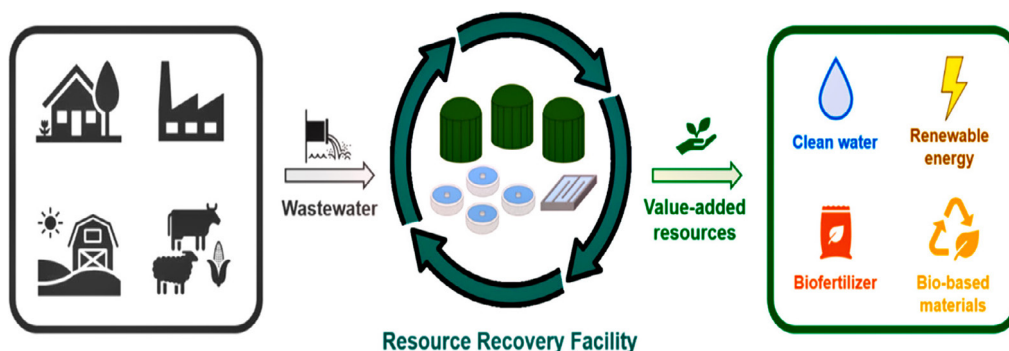 Wastewater
Resource Recovery Facility
Value-added
resources
Clean water
Renewable
energy
Biofertilizer
Bio-based
materials